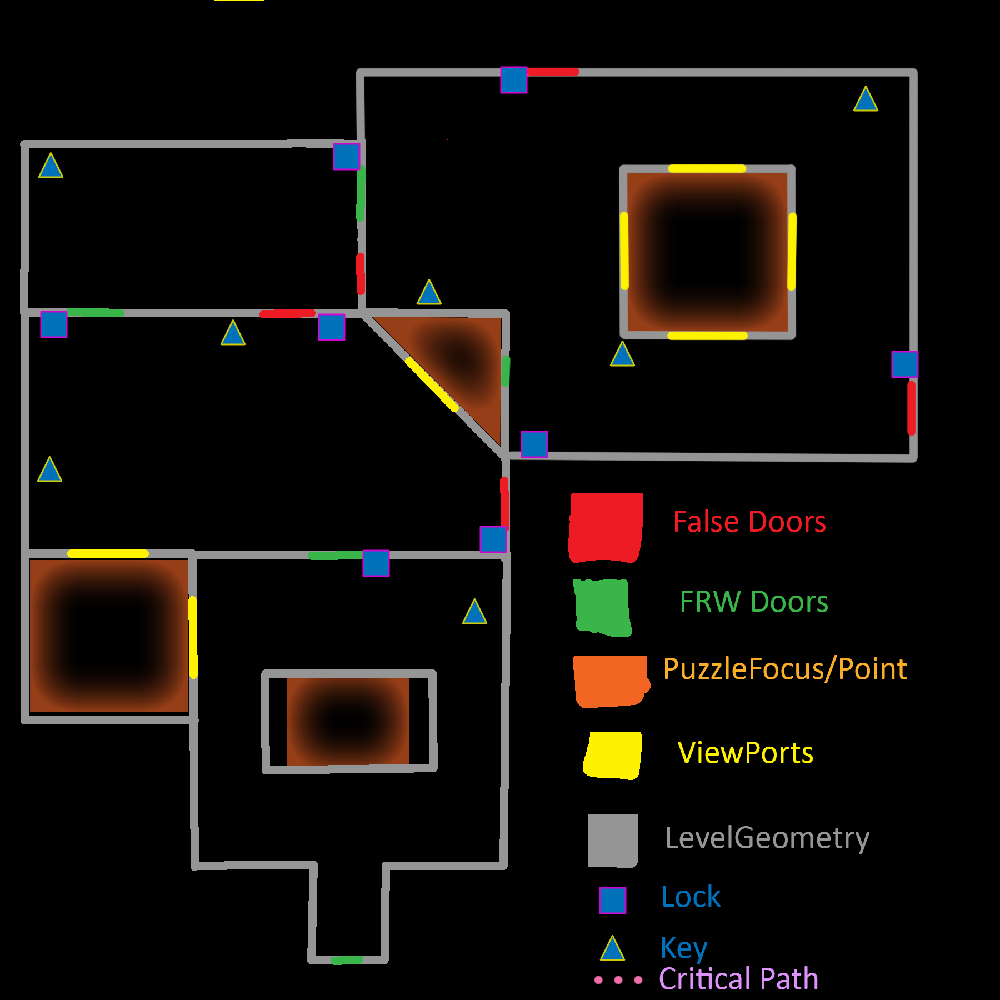 False Doors
FRW Doors
PuzzleFocus/Point
ViewPorts
LevelGeometry
Lock
Key
Critical Path